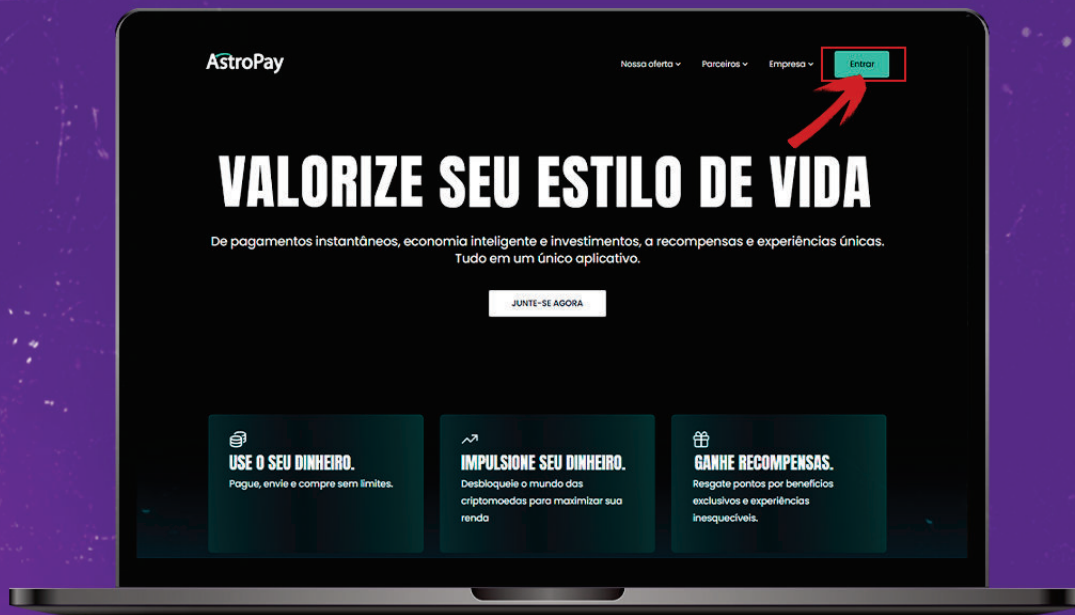 AstroPay
Nossa oferta
Parceiros
Empresa
Entrar
VALORIZE SEU ESTILO DE VIDA
De pagamentos instantâneos, economia inteligente e investimentos, a recompensas e experiências únicas.
Tudo em um único aplicativo.
JUNTE-SE AGORA
USE O SEU DINHEIRO.
Pague, envie e compre sem limites.
IMPULSIONE SEU DINHEIRO.
Desbloqueie o mundo das
criptomoedas para maximizar sua
renda
GANHE RECOMPENSAS.
Resgate pontos por benefícios
exclusivos e experiências
inesquecíveis.